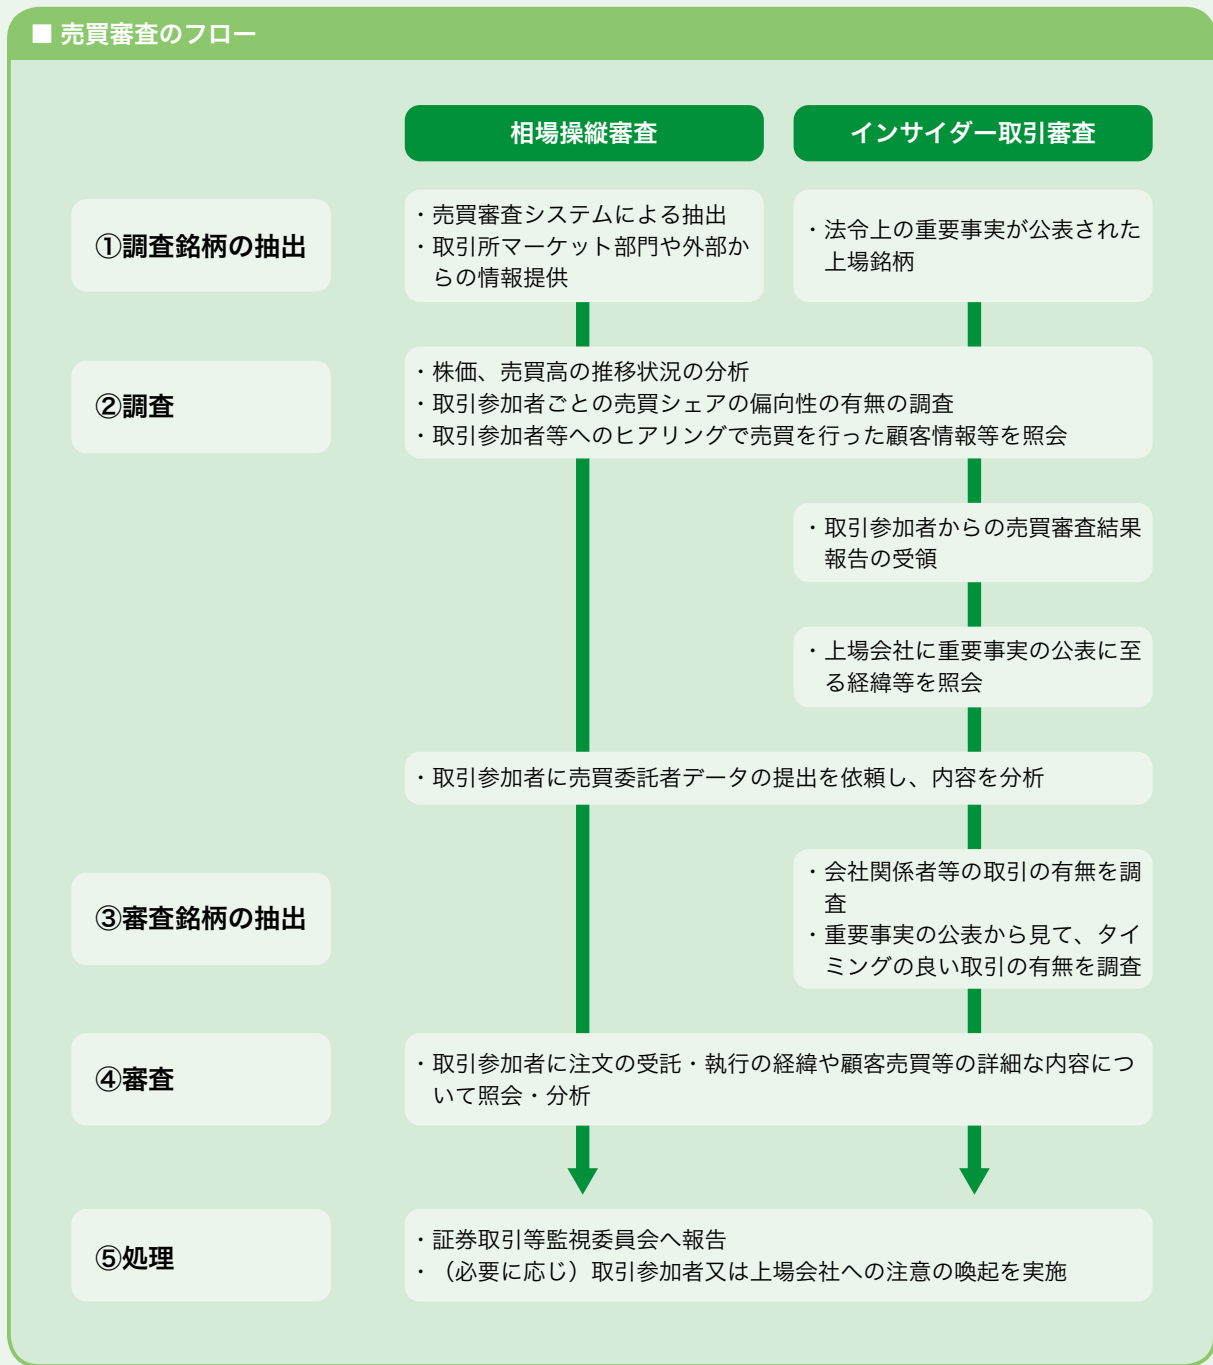 ■ 売買審査のフロー
相場操縦審査
インサイダー取引審査
①調査銘柄の抽出
・売買審査システムによる抽出
・取引所マーケット部門や外部か
らの情報提供
・法令上の重要事実が公表された
上場銘柄
②調査
・株価、売買高の推移状況の分析
・取引参加者ごとの売買シェアの偏向性の有無の調査
・取引参加者等へのヒアリングで売買を行った顧客情報等を照会
・取引参加者からの売買審査結果
報告の受領
・上場会社に重要事実の公表に至
る経緯等を照会
・取引参加者に売買委託者データの提出を依頼し、内容を分析
③審査銘柄の抽出
・会社関係者等の取引の有無を調
査
・重要事実の公表から見て、タイ
ミングの良い取引の有無を調査
④審査
・取引参加者に注文の受託・執行の経緯や顧客売買等の詳細な内容につ
いて照会・分析
⑤処理
・証券取引等監視委員会へ報告
・（必要に応じ）取引参加者又は上場会社への注意の喚起を実施